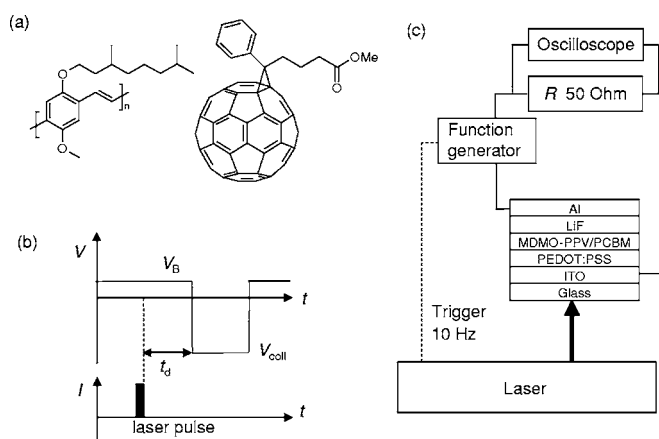 (a)
O
n
O
OMe
O
(b)
V
V_B
t
t_d
V_coll
I
t
laser pulse
(c)
Oscilloscope
R 50 Ohm
Function
generator
Al
LiF
MDMO-PPV/PCBM
PEDOT:PSS
ITO
Glass
Trigger
10 Hz
Laser